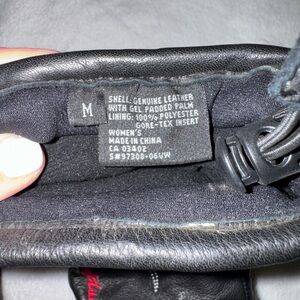 M
SHELL: GENUINE LEATHER
WITH GEL PADDED PALM
LINING: 100% POLYESTER
GORE-TEX INSERT
WOMEN'S
MADE IN CHINA
CA 03402
S#97308-06VW